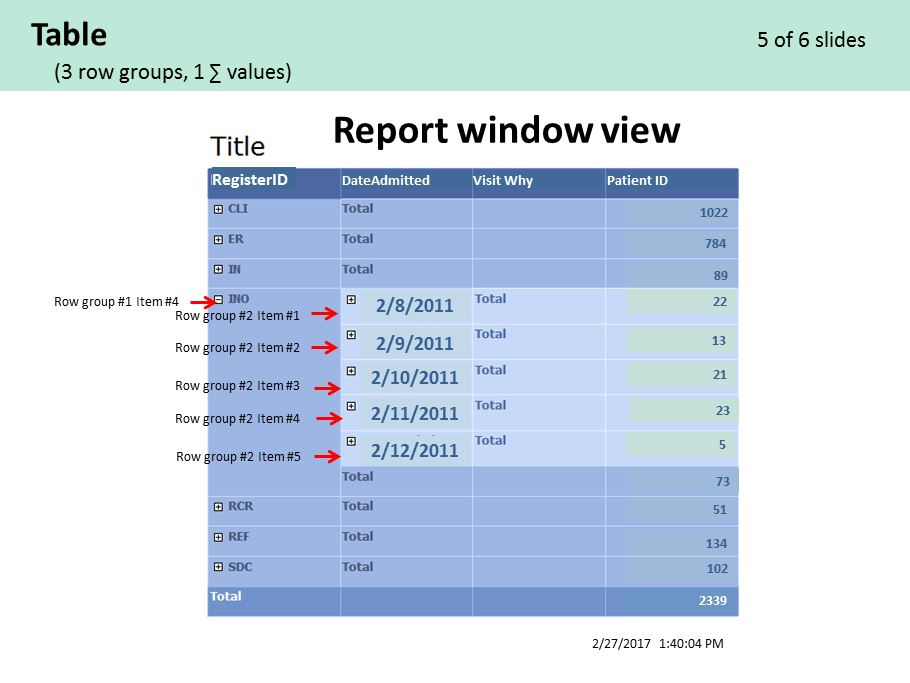 Table
5 of 6 slides
(3 row groups, 1 ∑ values)
Report window view
Title
RegisterID DateAdmitted Visit Why Patient ID
CLI Total 1022
ER Total 784
IN Total 89
Row group #1 Item #4 INO 2/8/2011 Total 22
Row group #2 Item #1
Row group #2 Item #2 2/9/2011 Total 13
Row group #2 Item #3 2/10/2011 Total 21
Row group #2 Item #4 2/11/2011 Total 23
Row group #2 Item #5 2/12/2011 Total 5
Total 73
RCR Total 51
REF Total 134
SDC Total 102
Total 2339
2/27/2017 1:40:04 PM